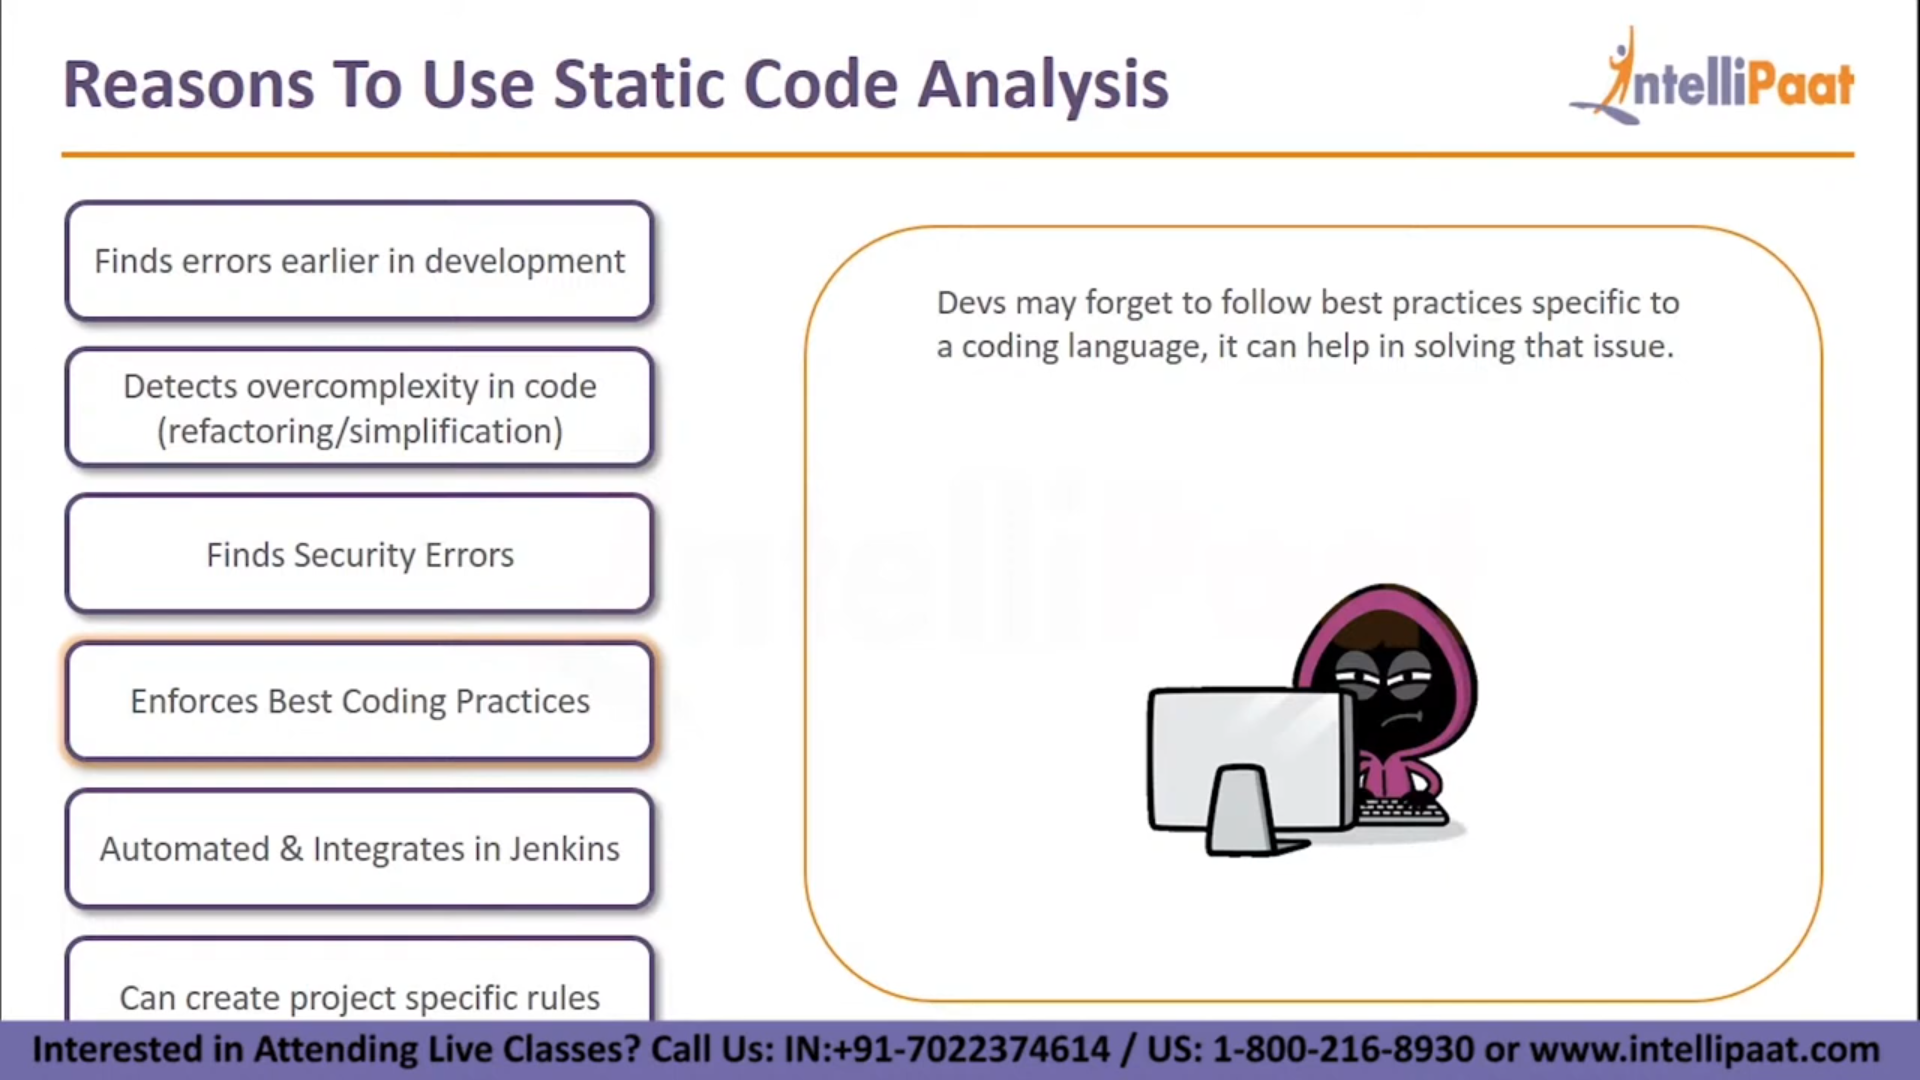 Reasons To Use Static Code Analysis
IntelliPaat
Finds errors earlier in development
Detects overcomplexity in code
(refactoring/simplification)
Finds Security Errors
Enforces Best Coding Practices
Automated & Integrates in Jenkins
Can create project specific rules
Devs may forget to follow best practices specific to
a coding language, it can help in solving that issue.
IntelliPaat
Interested in Attending Live Classes? Call Us: IN:+91-7022374614 / US: 1-800-216-8930 or www.intellipaat.com